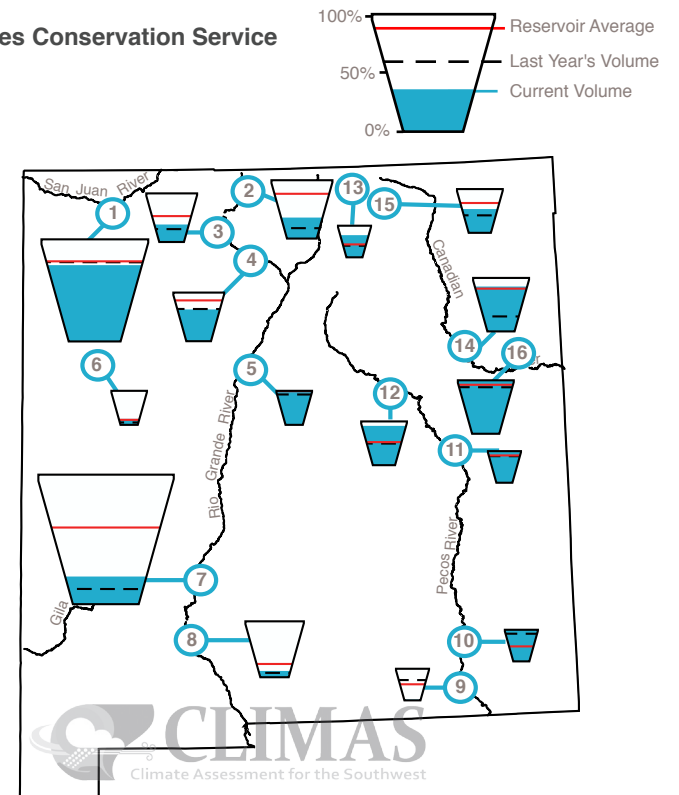 es Conservation Service
100%
50%
0%
Reservoir Average
Last Year's Volume
Current Volume
San Juan River
1
2
3
4
13
15
Canadian
14
16
er
6
5
12
11
Rio Grande River
Pecos River
7
Gila
8
10
9
CLIMAS
Climate Assessment for the Southwest